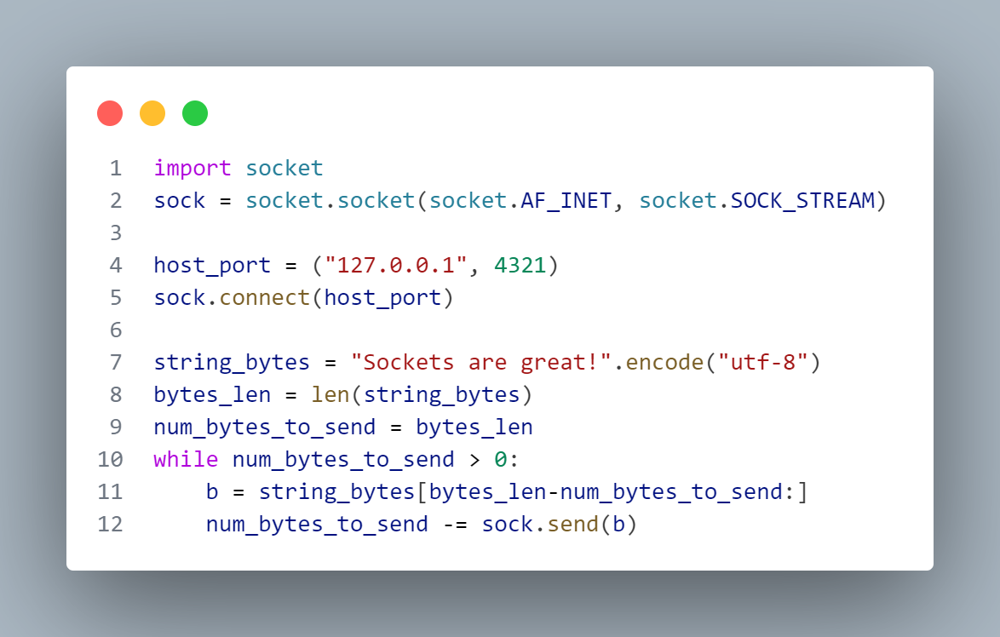 1 import socket
2 sock = socket.socket(socket.AF_INET, socket.SOCK_STREAM)
3
4 host_port = ("127.0.0.1", 4321)
5 sock.connect(host_port)
6
7 string_bytes = "Sockets are great!".encode("utf-8")
8 bytes_len = len(string_bytes)
9 num_bytes_to_send = bytes_len
10 while num_bytes_to_send > 0:
11     b = string_bytes[bytes_len-num_bytes_to_send:]
12     num_bytes_to_send -= sock.send(b)